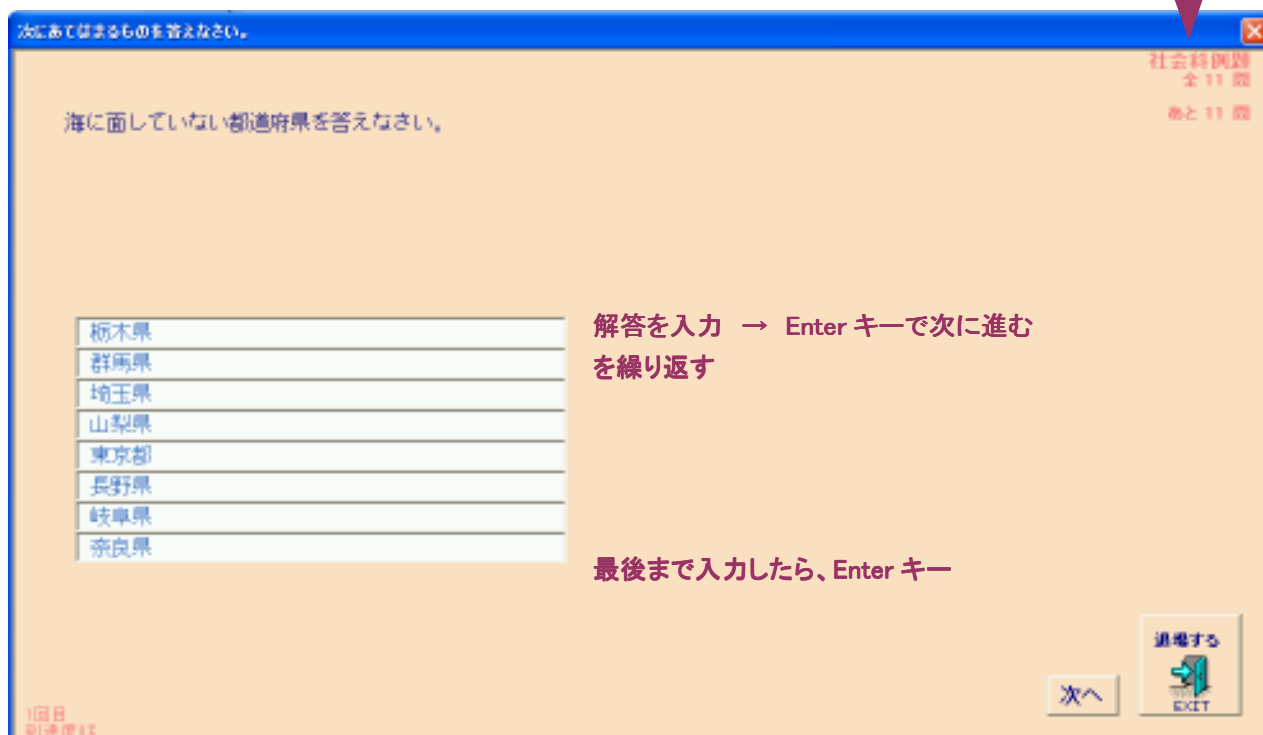 次にあてはまるものを答えなさい。
社会科例題
全 11 問
あと 11 問
海に面していない都道府県を答えなさい。
栃木県
群馬県
埼玉県
山梨県
東京都
長野県
岐阜県
奈良県
解答を入力 → Enter キーで次に進む
を繰り返す
最後まで入力したら、Enter キー
退場する
EXIT
次へ
1回目